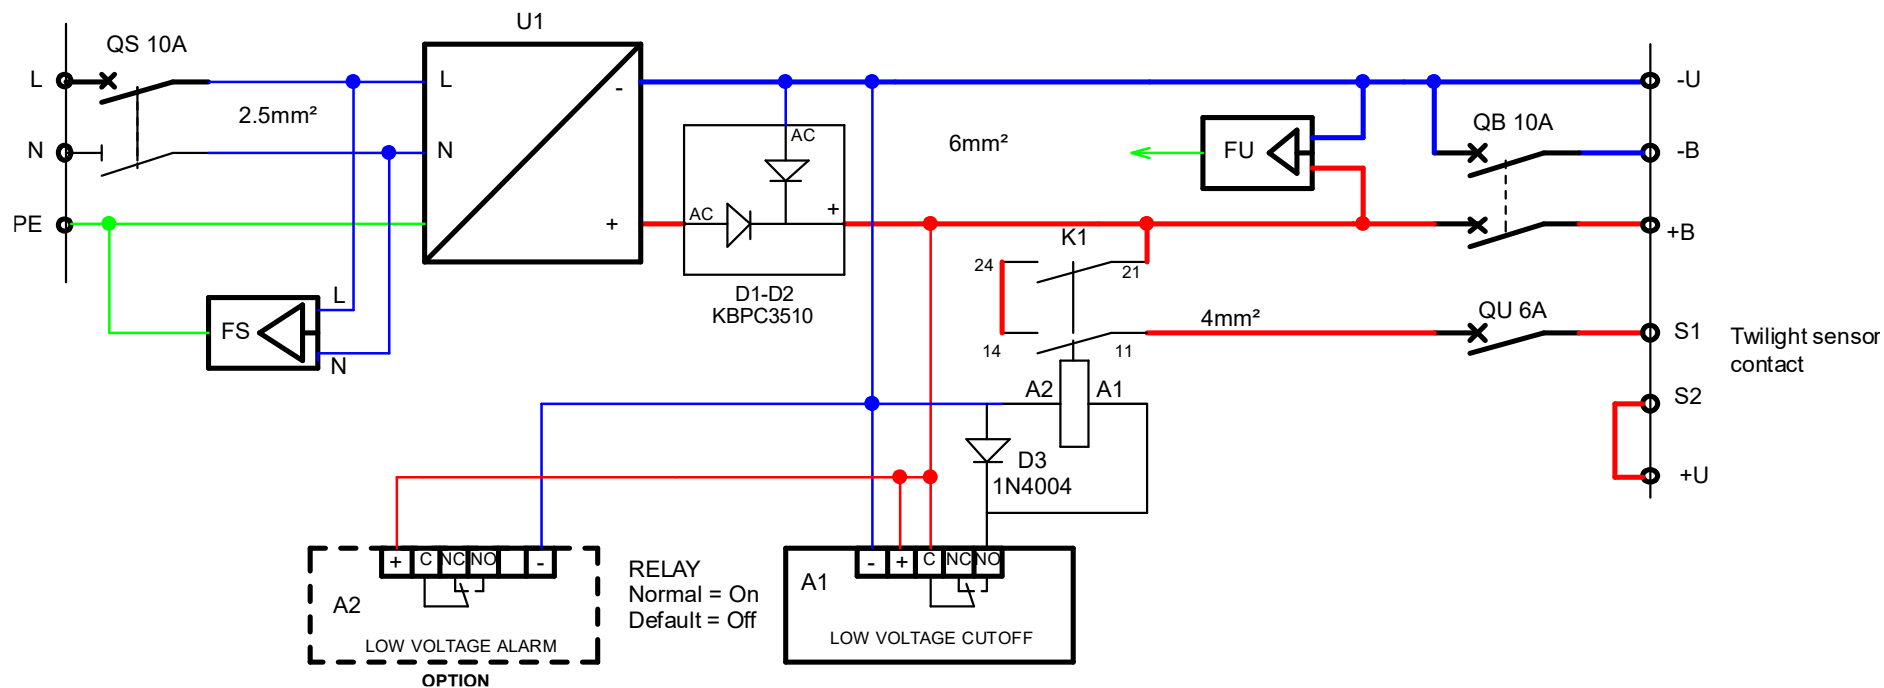 U1
QS 10A
L
L
-
-U
2.5mm²
AC
6mm²
FU
QB 10A
N
N
-B
PE
+
AC
+
+B
K1
24
21
D1-D2
KBPC3510
L
FS
N
4mm²
QU 6A
14
11
S1
Twilight sensor
contact
A2
A1
S2
D3
1N4004
+U
+ C NC NO -
- + C NC NO
RELAY
Normal = On
Default = Off
A2
A1
LOW VOLTAGE ALARM
LOW VOLTAGE CUTOFF
OPTION